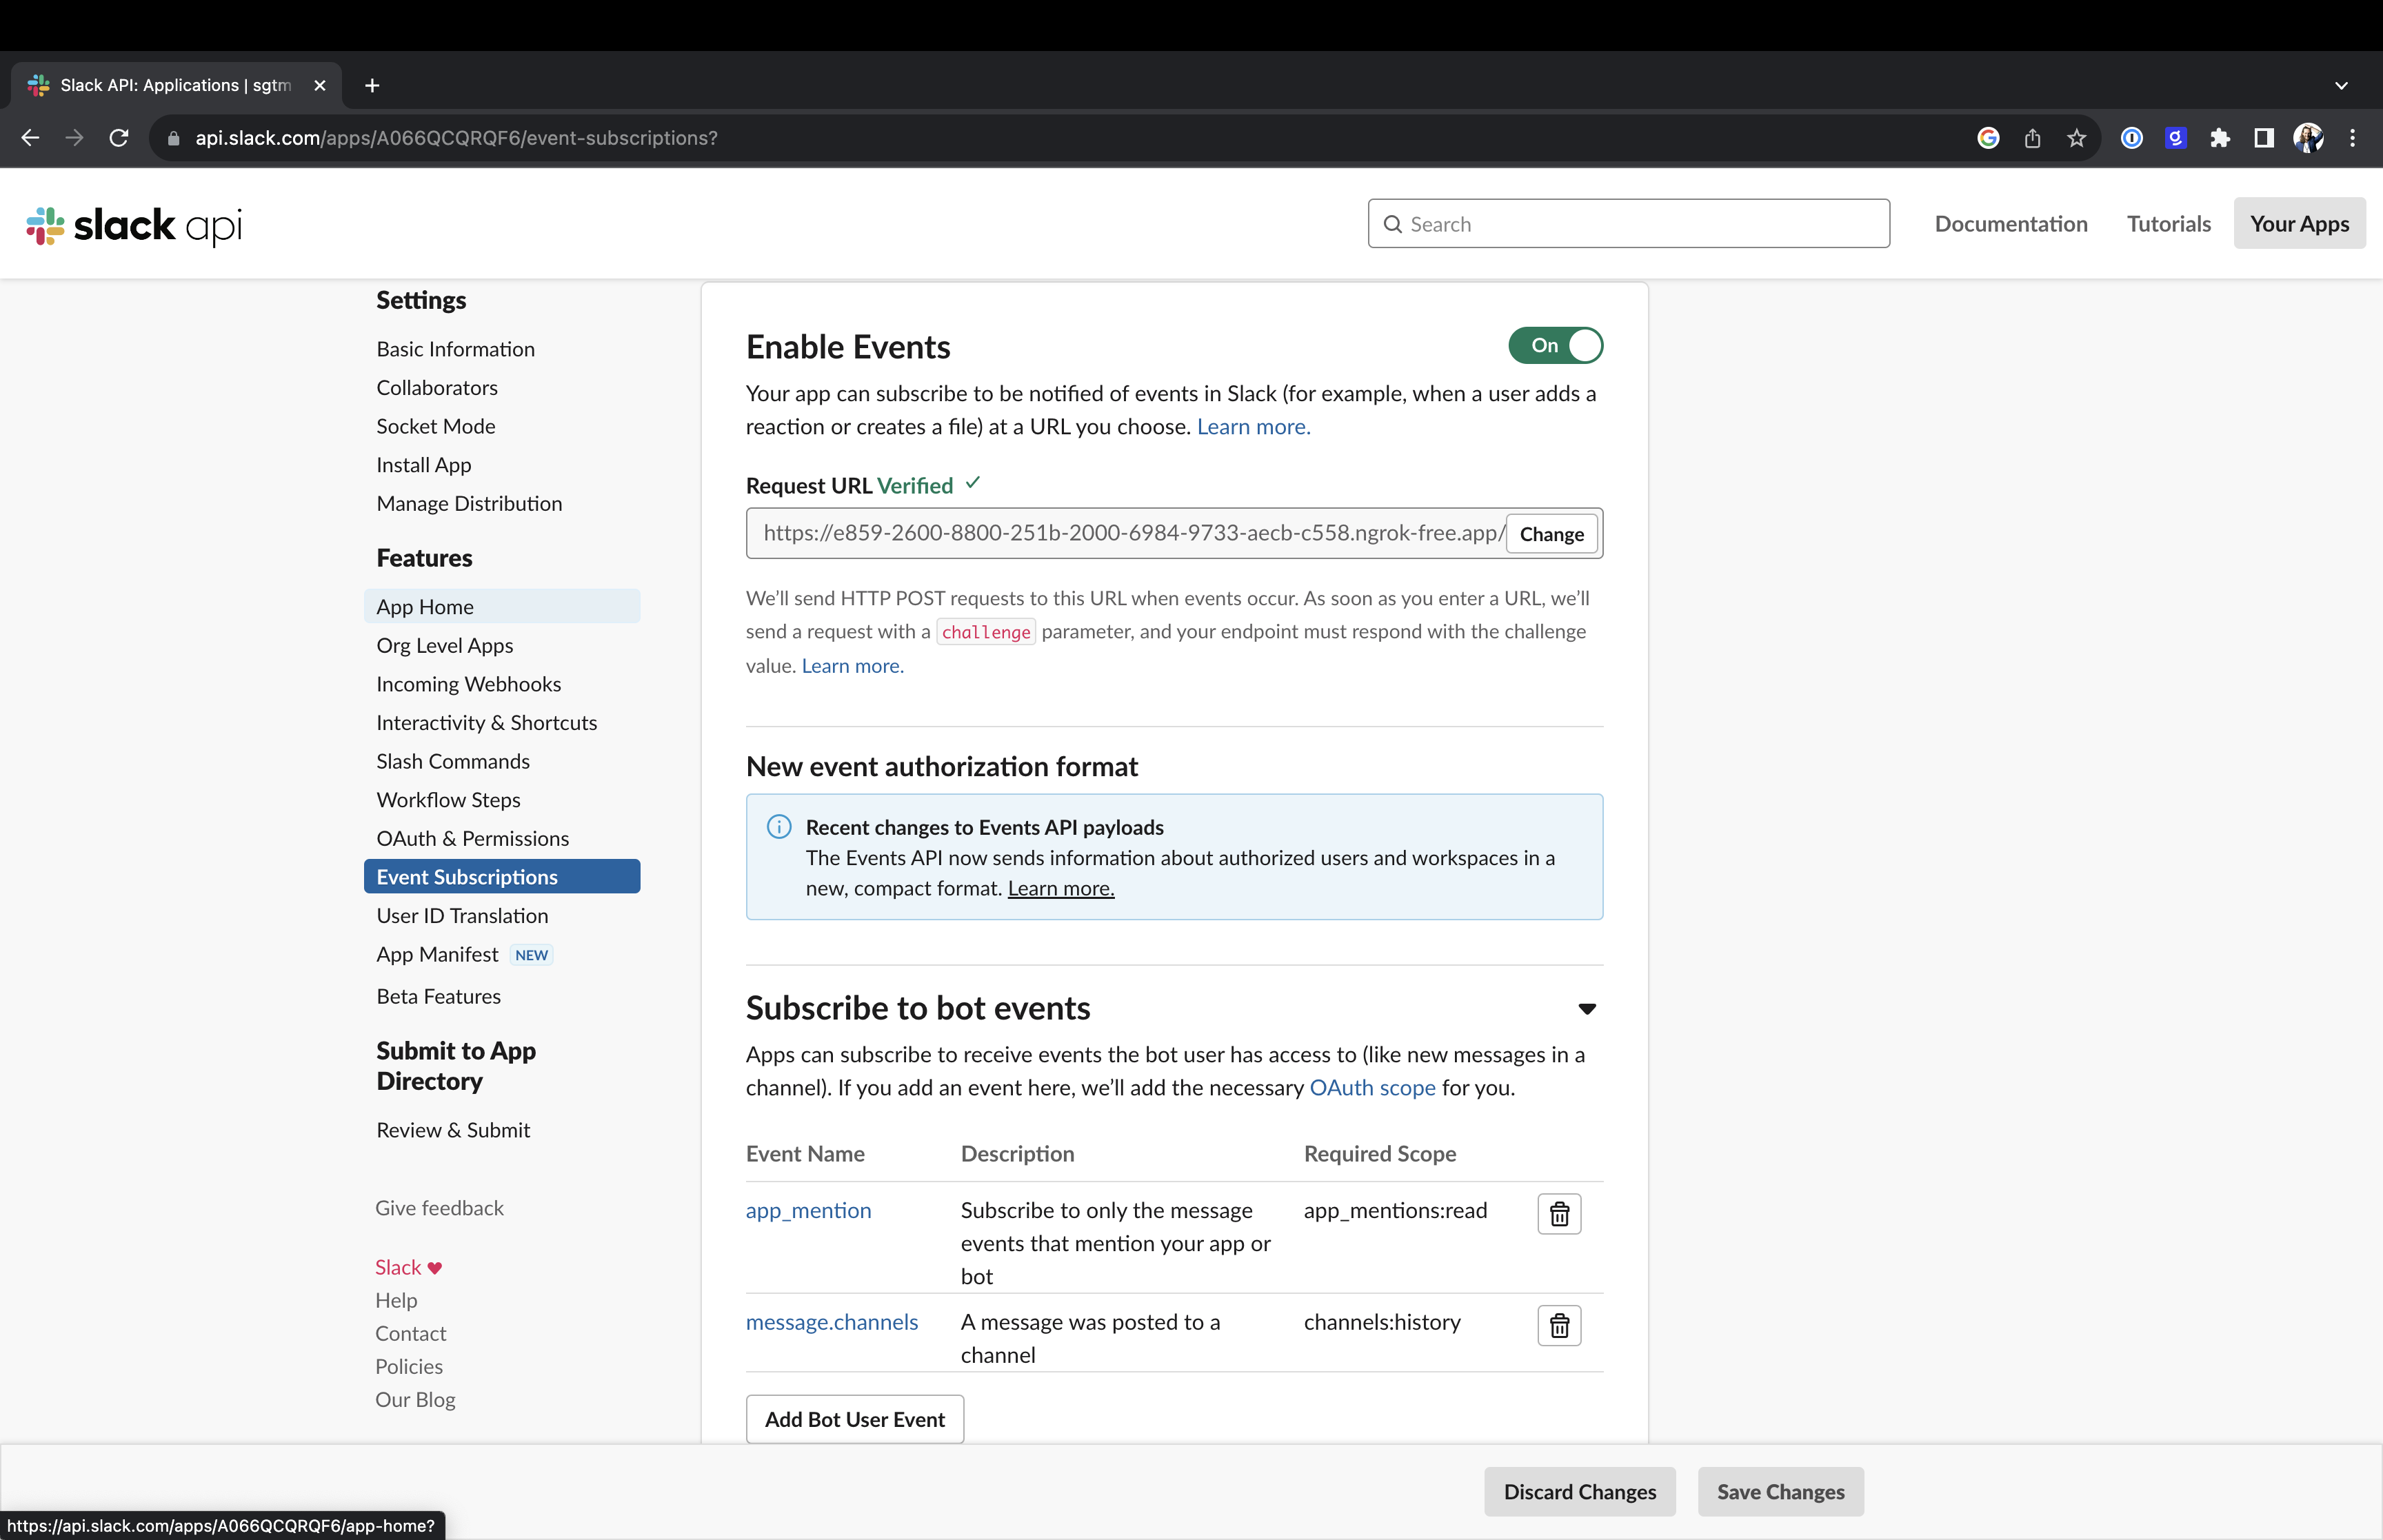 Slack API: Applications | sgtm
api.slack.com/apps/A066QCQRQF6/event-subscriptions?
slack api
Search
Documentation
Tutorials
Your Apps
Settings
Basic Information
Collaborators
Socket Mode
Install App
Manage Distribution
Features
App Home
Org Level Apps
Incoming Webhooks
Interactivity & Shortcuts
Slash Commands
Workflow Steps
OAuth & Permissions
Event Subscriptions
User ID Translation
App Manifest NEW
Beta Features
Submit to App
Directory
Review & Submit
Give feedback
Slack ♥
Help
Contact
Policies
Our Blog
Enable Events
On
Your app can subscribe to be notified of events in Slack (for example, when a user adds a
reaction or creates a file) at a URL you choose. Learn more.
Request URL Verified ✓
https://e859-2600-8800-251b-2000-6984-9733-aecb-c558.ngrok-free.app/
Change
We’ll send HTTP POST requests to this URL when events occur. As soon as you enter a URL, we’ll
send a request with a challenge parameter, and your endpoint must respond with the challenge
value. Learn more.
New event authorization format
Recent changes to Events API payloads
The Events API now sends information about authorized users and workspaces in a
new, compact format. Learn more.
Subscribe to bot events
Apps can subscribe to receive events the bot user has access to (like new messages in a
channel). If you add an event here, we’ll add the necessary OAuth scope for you.
Event Name Description Required Scope
app_mention Subscribe to only the message app_mentions:read
events that mention your app or
bot
message.channels A message was posted to a channels:history
channel
Add Bot User Event
Discard Changes
Save Changes
https://api.slack.com/apps/A066QCQRQF6/app-home?